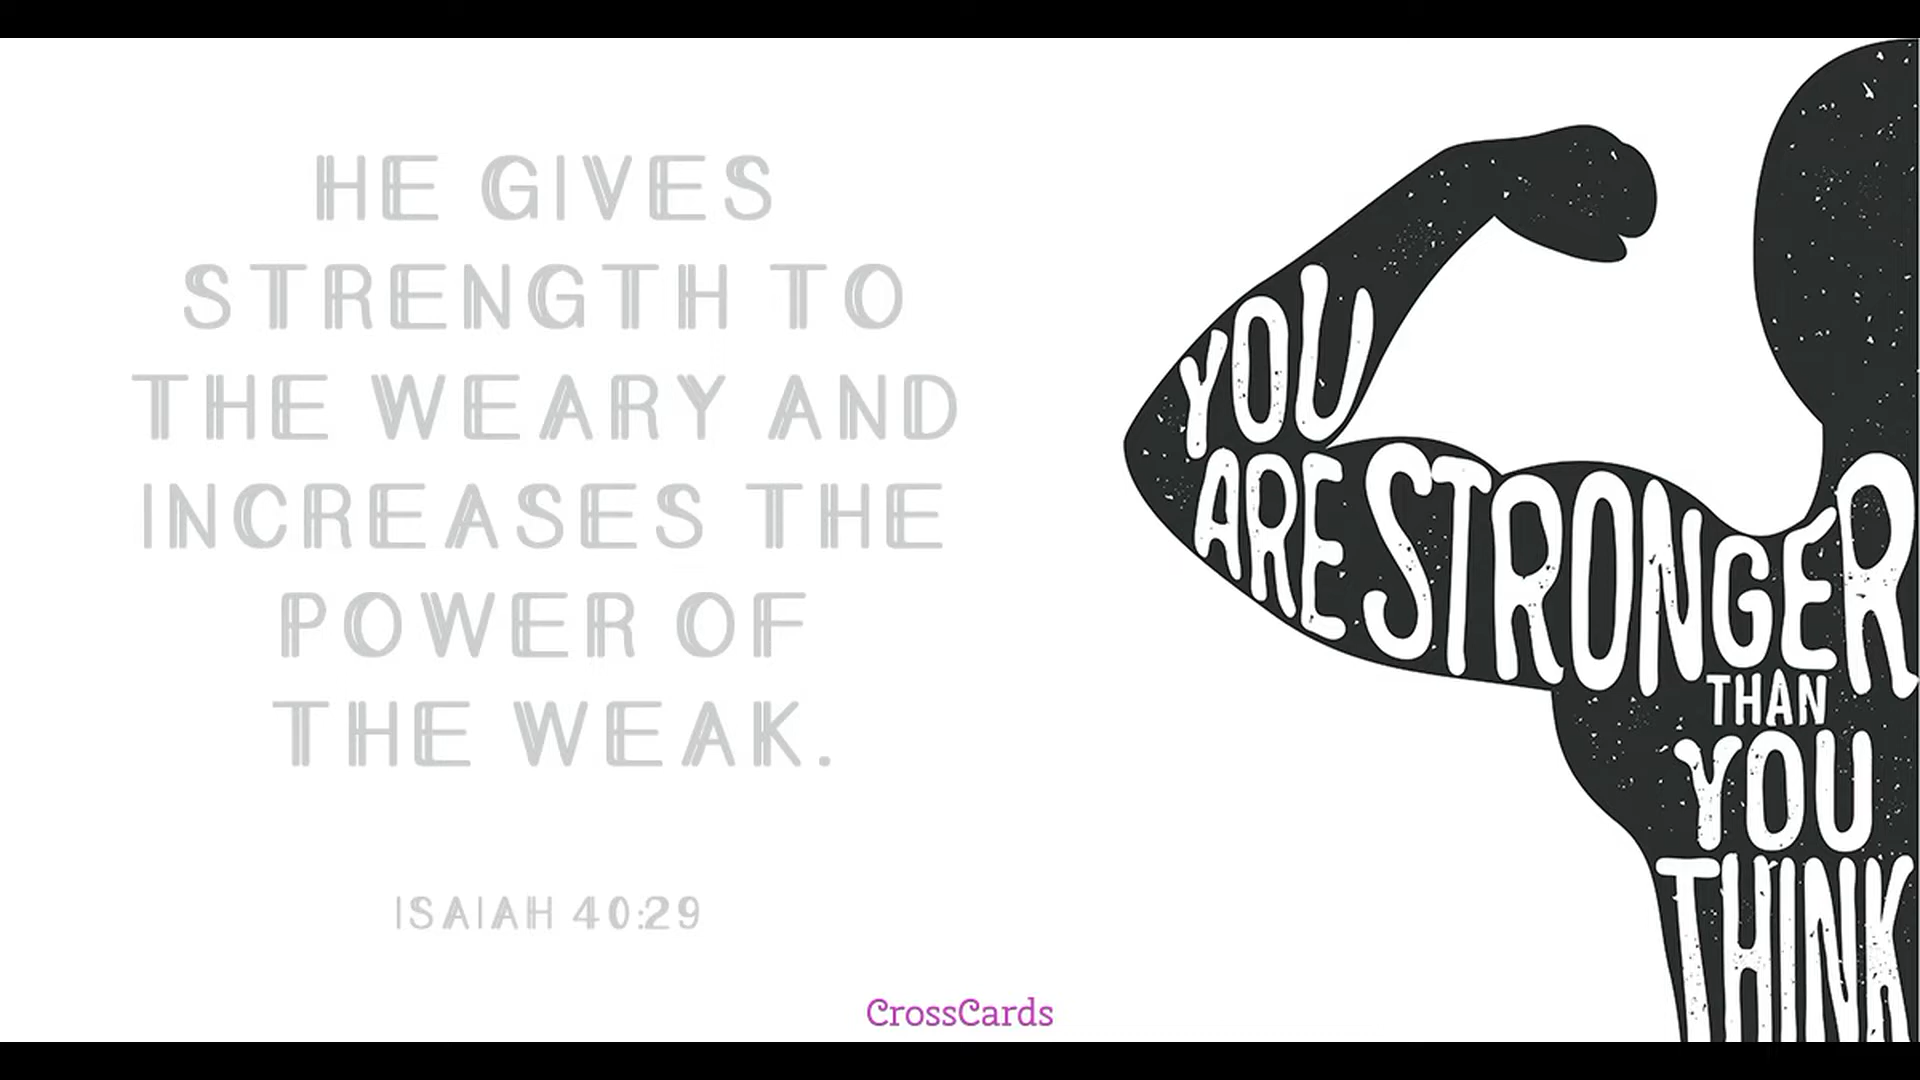 HE GIVES
STRENGTH TO
THE WEARY AND
INCREASES THE
POWER OF
THE WEAK.
ISAIAH 40:29
YOU
ARE STRONGER
THAN
YOU
THINK
CrossCards